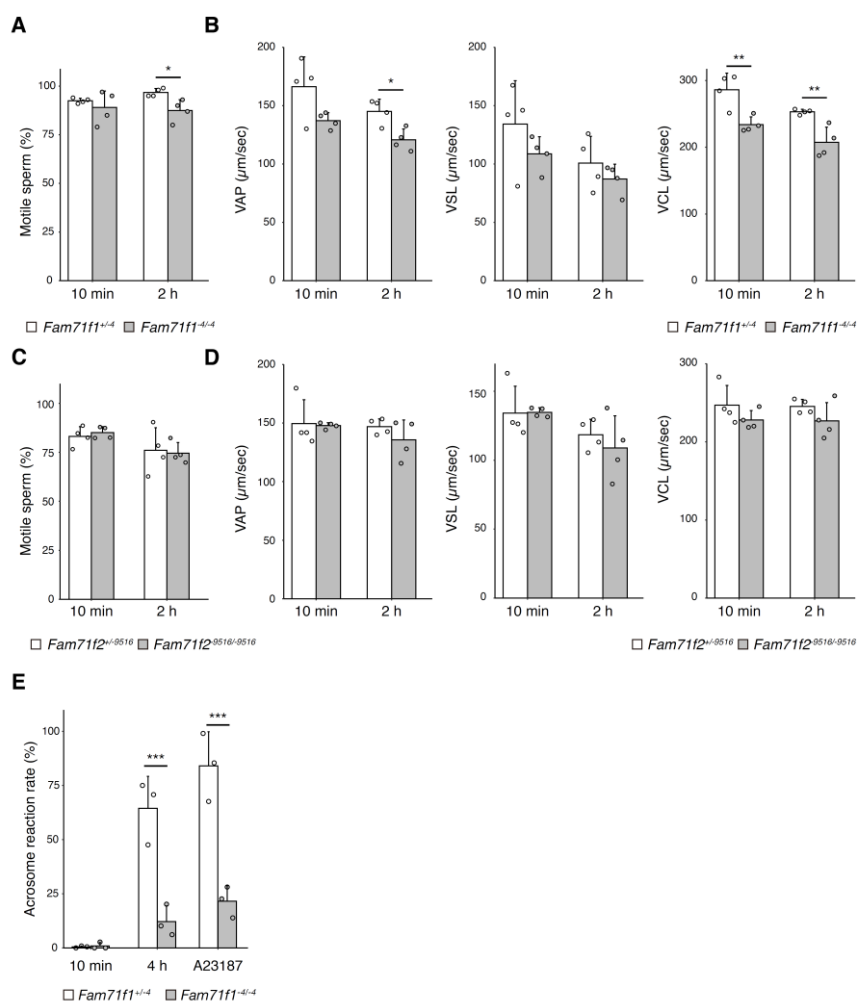 A
B
Motile sperm (%)
100
75
50
25
0
*
10 min 2 h
VAP (µm/sec)
200
150
100
50
0
*
10 min 2 h
VSL (µm/sec)
200
150
100
50
0
10 min 2 h
VCL (µm/sec)
300
200
100
0
**
**
10 min 2 h
Fam71f1+/-4 Fam71f1-4/-4
Fam71f1+/-4 Fam71f1-4/-4
C
D
Motile sperm (%)
100
75
50
25
0
10 min 2 h
VAP (µm/sec)
200
150
100
50
0
10 min 2 h
VSL (µm/sec)
150
100
50
0
10 min 2 h
VCL (µm/sec)
300
200
100
0
10 min 2 h
Fam71f2+/-9516 Fam71f2-9516/-9516
Fam71f2+/-9516 Fam71f2-9516/-9516
E
Acrosome reaction rate (%)
100
75
50
25
0
***
***
10 min 4 h A23187
Fam71f1+/-4 Fam71f1-4/-4